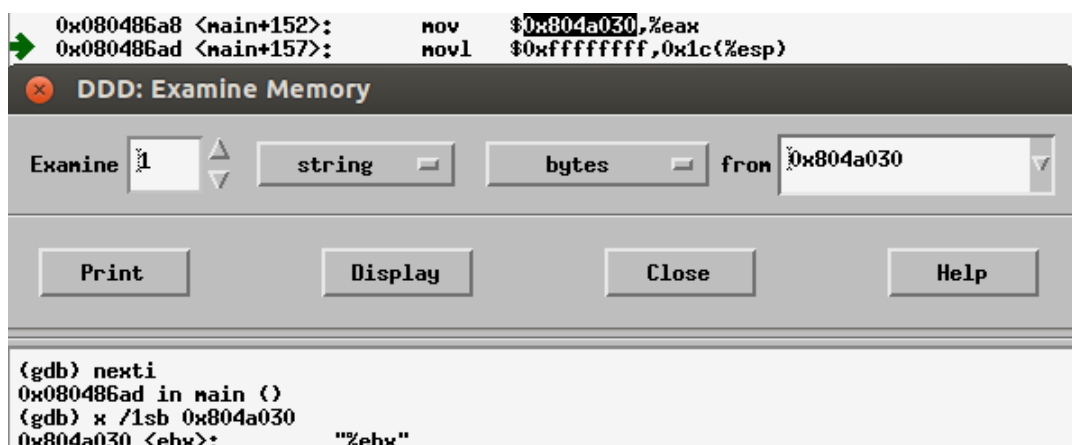 0x080486a8 <main+152>: mov $0x804a030,%eax
0x080486ad <main+157>: movl $0xffffffff,0x1c(%esp)
DDD: Examine Memory
Examine 1 string bytes from 0x804a030
Print Display Close Help
(gdb) nexti
0x080486ad in main ()
(gdb) x /1sb 0x804a030
0x804a030 <ebx>: "%ebx"